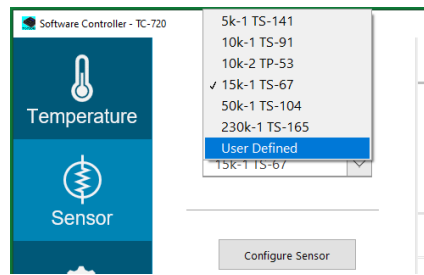 Software Controller - TC-720
5k-1 TS-141
10k-1 TS-91
10k-2 TP-53
✓ 15k-1 TS-67
50k-1 TS-104
230k-1 TS-165
User Defined
15k-1 TS-67
Temperature
Sensor
Configure Sensor